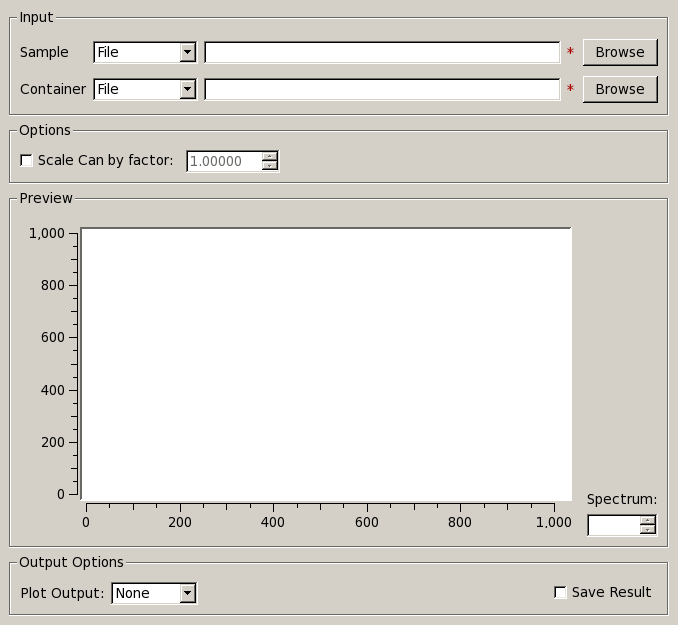 Input
Sample File * Browse
Container File * Browse
Options
Scale Can by factor: 1.00000
Preview
1,000
800
600
400
200
0
0 200 400 600 800 1,000
Spectrum:
Output Options
Plot Output: None Save Result